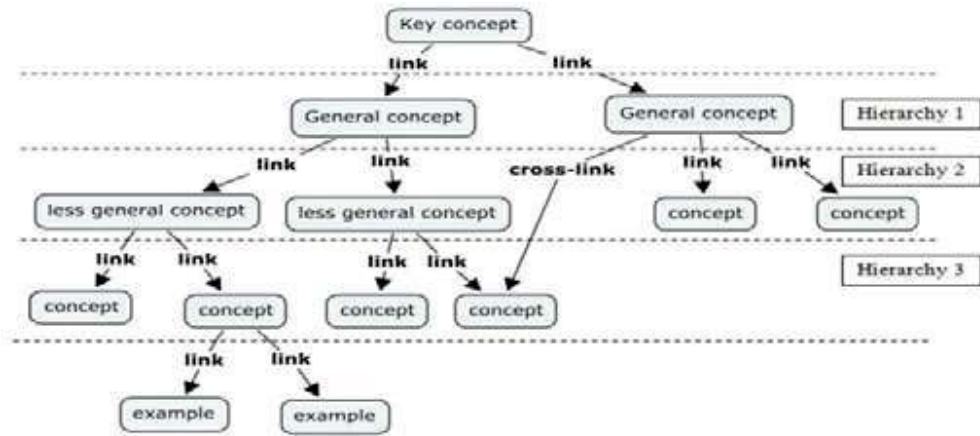 Key concept
link link
General concept General concept Hierarchy 1
link link cross-link link link Hierarchy 2
less general concept less general concept concept concept
link link link link Hierarchy 3
concept concept concept concept
link link
example example